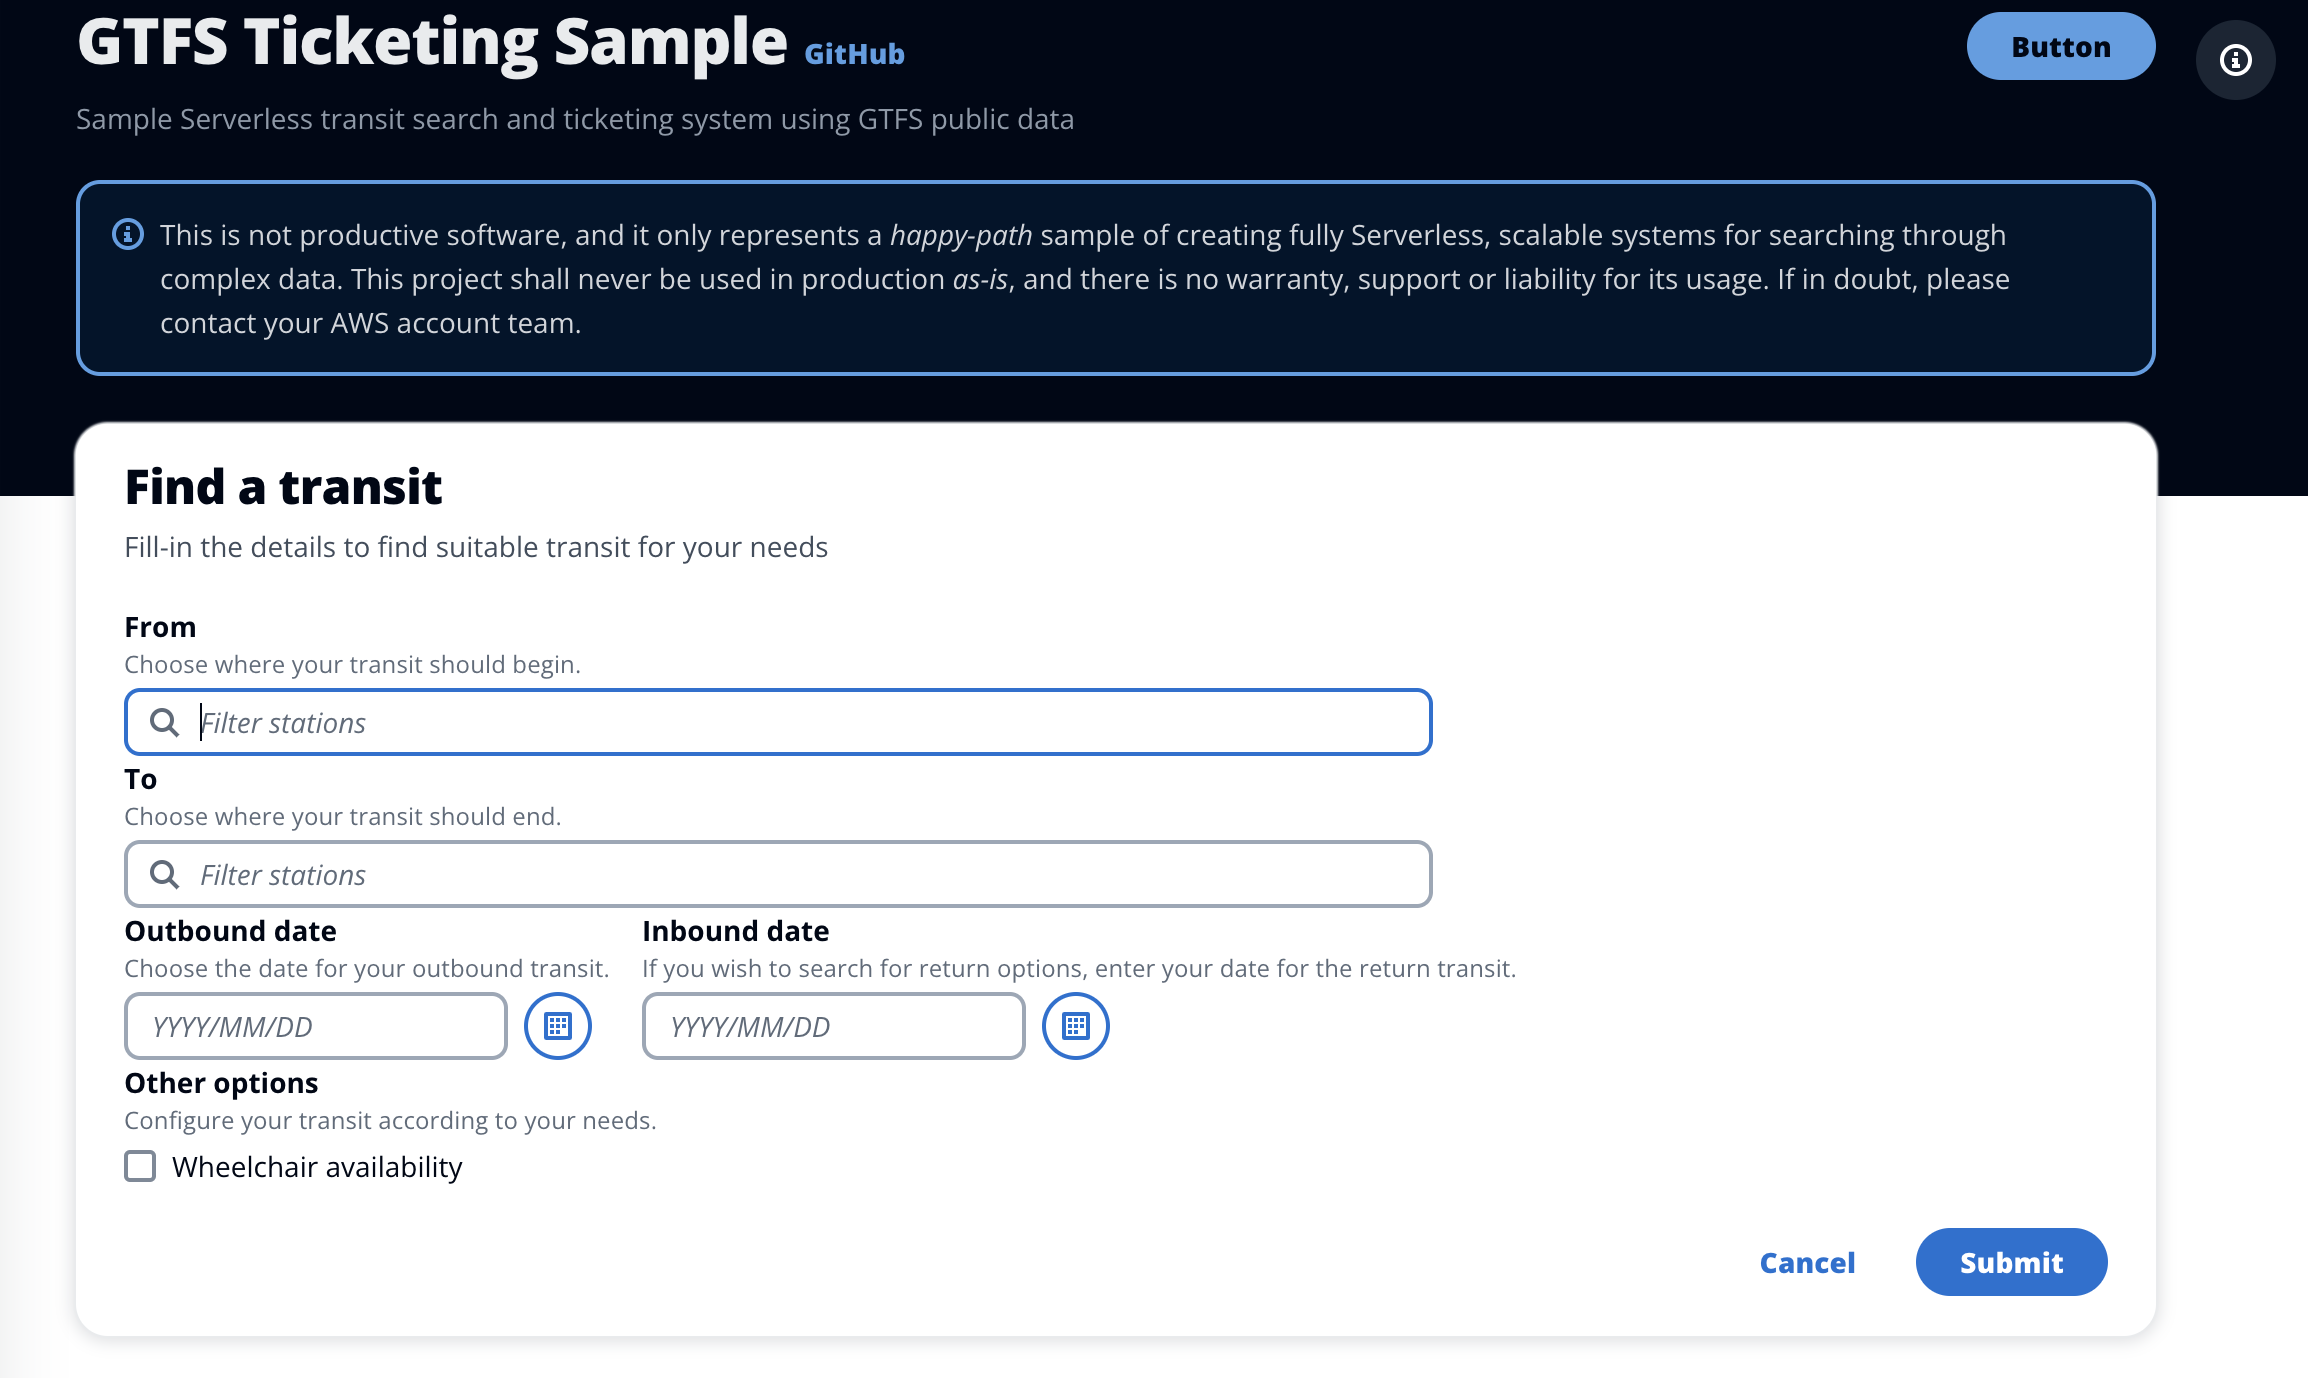 GTFS Ticketing Sample GitHub
Button
Sample Serverless transit search and ticketing system using GTFS public data
This is not productive software, and it only represents a happy-path sample of creating fully Serverless, scalable systems for searching through
complex data. This project shall never be used in production as-is, and there is no warranty, support or liability for its usage. If in doubt, please
contact your AWS account team.
Find a transit
Fill-in the details to find suitable transit for your needs
From
Choose where your transit should begin.
Filter stations
To
Choose where your transit should end.
Filter stations
Outbound date
Choose the date for your outbound transit.
YYYY/MM/DD
Inbound date
If you wish to search for return options, enter your date for the return transit.
YYYY/MM/DD
Other options
Configure your transit according to your needs.
Wheelchair availability
Cancel
Submit